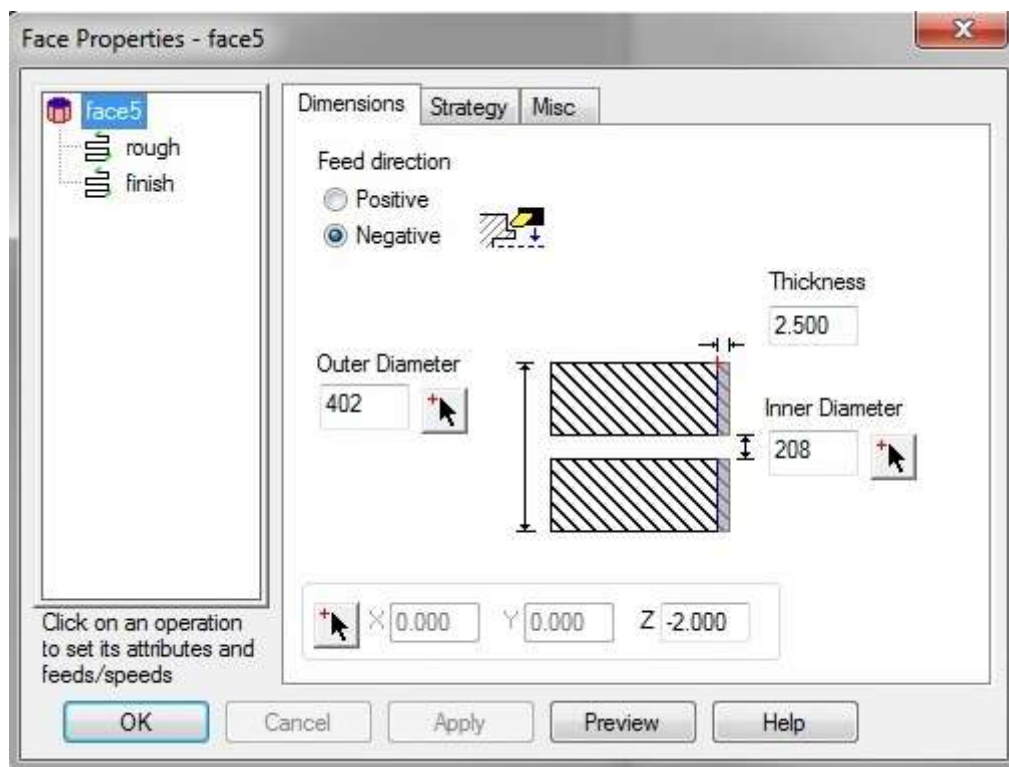 Face Properties - face5
face5
rough
finish
Click on an operation
to set its attributes and
feeds/speeds
Dimensions Strategy Misc
Feed direction
Positive
Negative
Thickness
2.500
Outer Diameter
402
Inner Diameter
208
X 0.000 Y 0.000 Z -2.000
OK Cancel Apply Preview Help